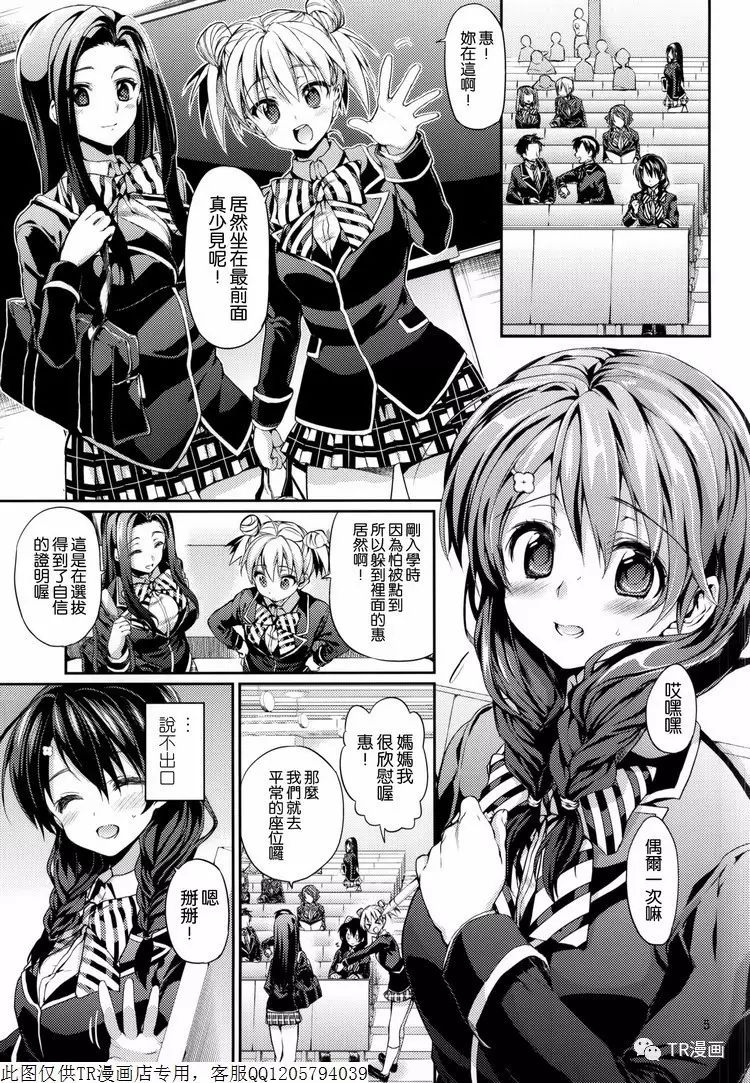 惠！
妳在這啊！
居然坐在最前面
真少見呢！
哎嘿嘿
偶爾一次嘛
剛入學時
因為怕被點到
所以躲到裡面的惠
居然啊！
這是在選拔
得到了自信
的證明喔
媽媽我
很欣慰喔
惠！
那麼
我們就去
平常的座位囉
…
說不出口
嗯
掰掰！
5
TR漫画
此图仅供TR漫画店专用，客服QQ1205794039